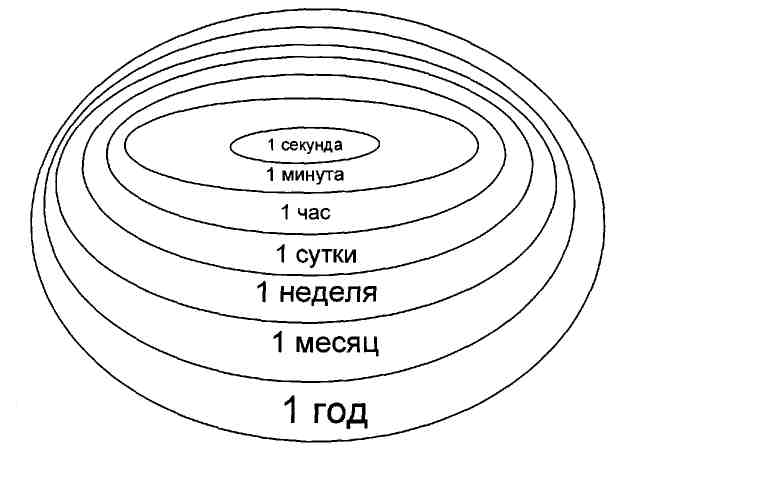 1 секунда
1 минута
1 час
1 сутки
1 неделя
1 месяц
1 год